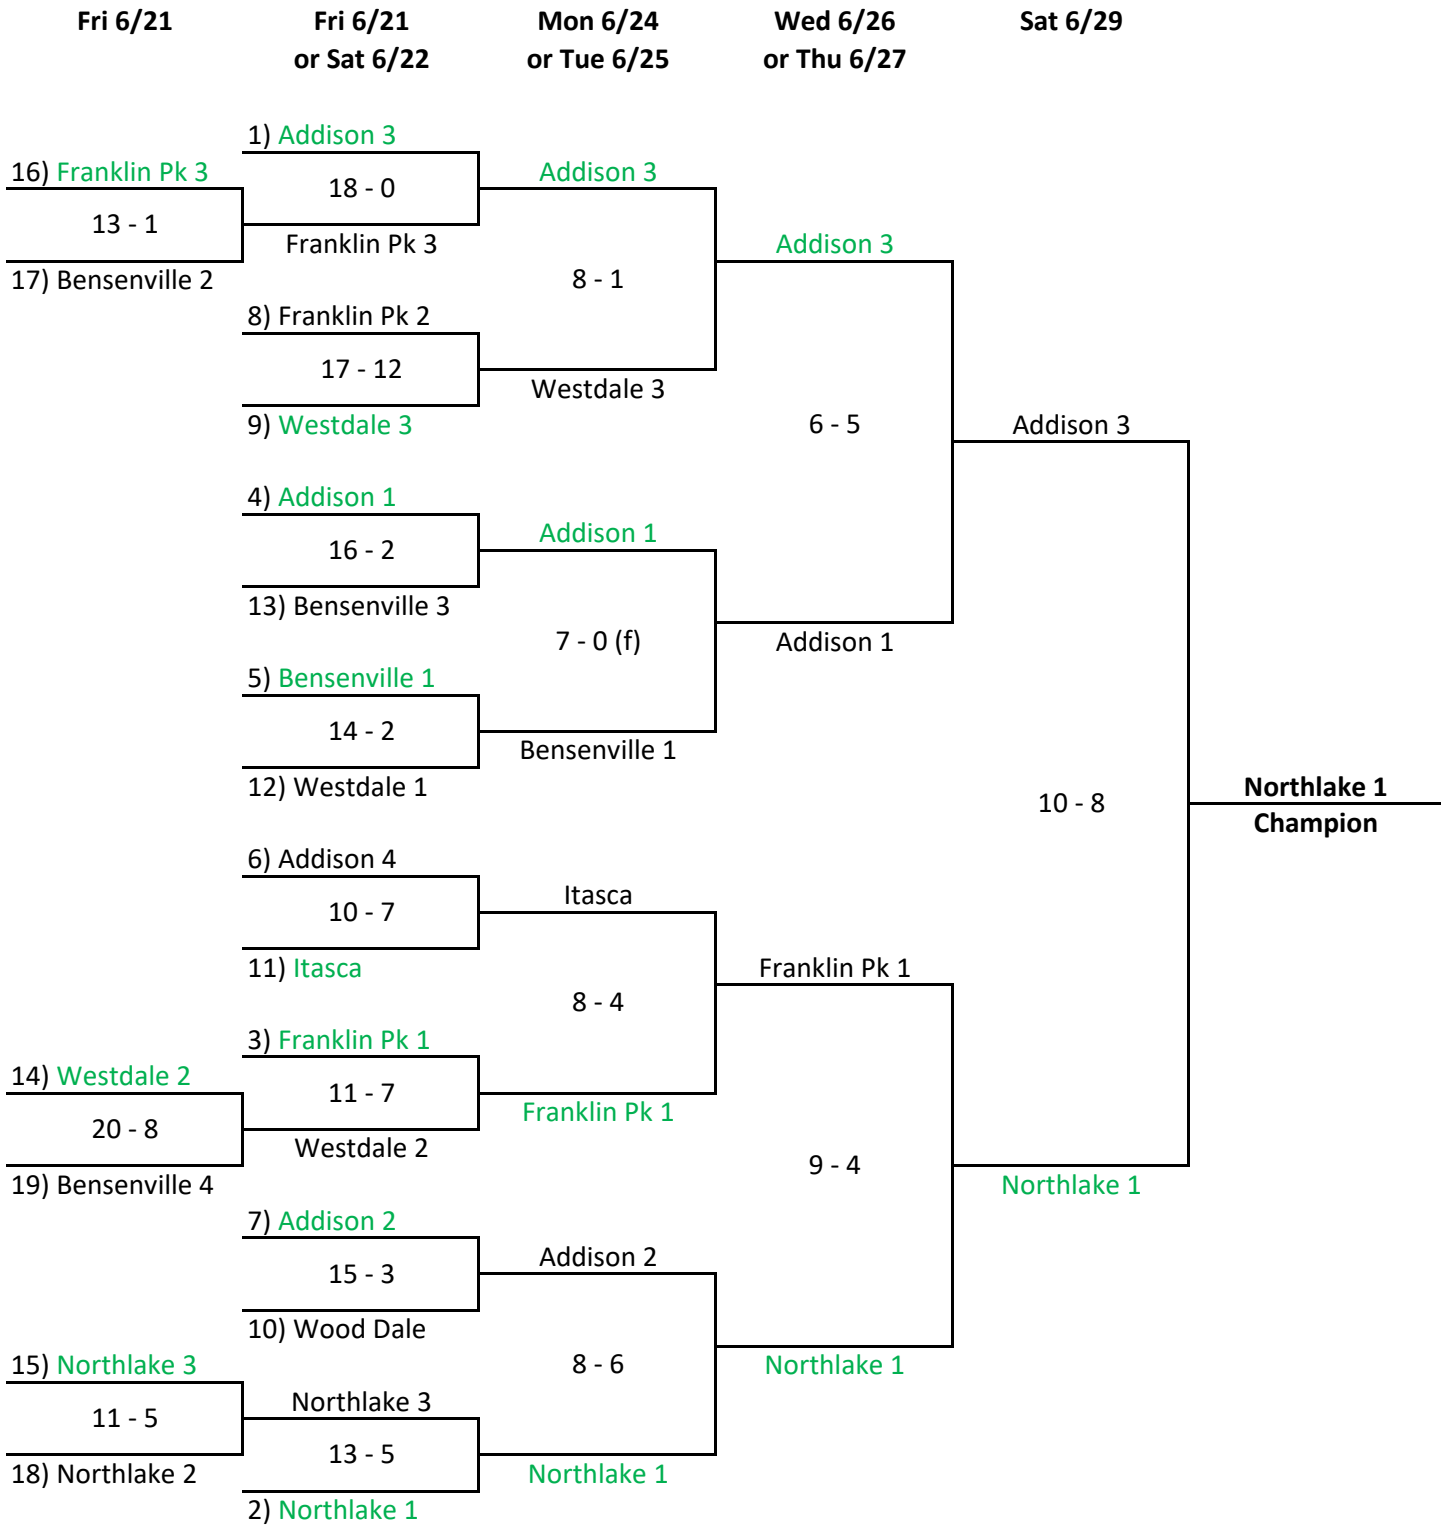 Fri 6/21
Fri 6/21
or Sat 6/22
Mon 6/24
or Tue 6/25
Wed 6/26
or Thu 6/27
Sat 6/29
16) Franklin Pk 3
13 - 1
17) Bensenville 2
14) Westdale 2
20 - 8
19) Bensenville 4
15) Northlake 3
11 - 5
18) Northlake 2
1) Addison 3
18 - 0
Franklin Pk 3
8) Franklin Pk 2
17 - 12
9) Westdale 3
4) Addison 1
16 - 2
13) Bensenville 3
5) Bensenville 1
14 - 2
12) Westdale 1
6) Addison 4
10 - 7
11) Itasca
3) Franklin Pk 1
11 - 7
Westdale 2
7) Addison 2
15 - 3
10) Wood Dale
Northlake 3
13 - 5
2) Northlake 1
Addison 3
8 - 1
Westdale 3
Addison 1
7 - 0 (f)
Bensenville 1
Itasca
8 - 4
Franklin Pk 1
Addison 2
8 - 6
Northlake 1
Addison 3
6 - 5
Addison 1
Franklin Pk 1
9 - 4
Northlake 1
Addison 3
10 - 8
Northlake 1
Northlake 1
Champion